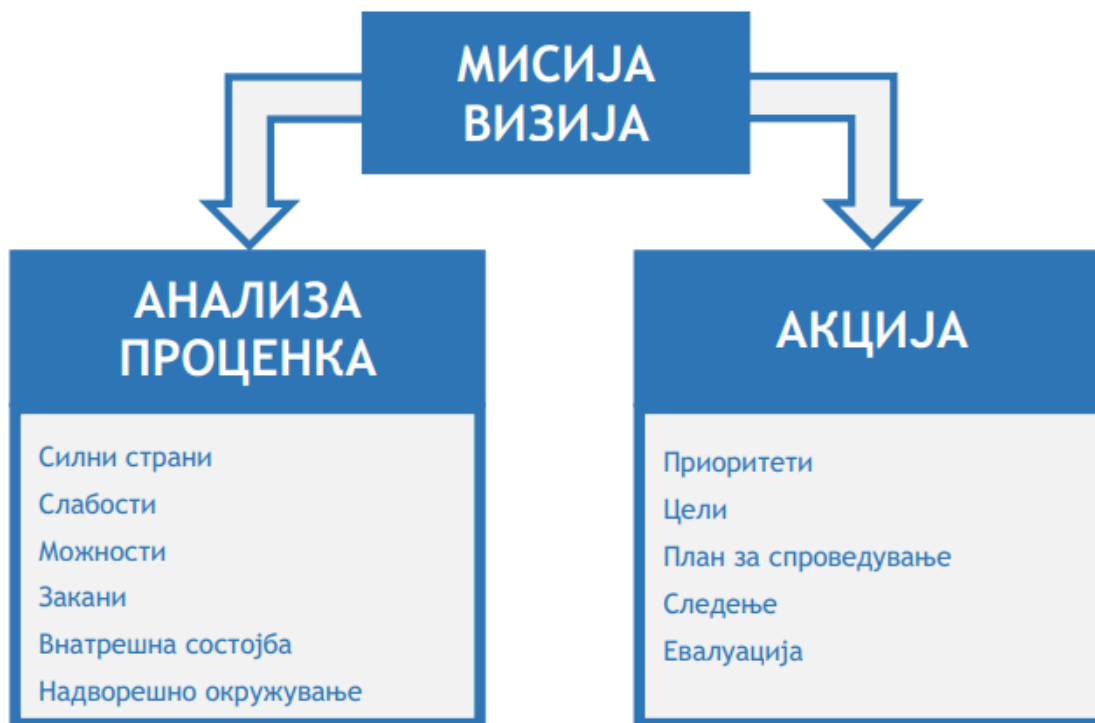 МИСИЈА
ВИЗИЈА
АНАЛИЗА
ПРОЦЕНКА
Силни страни
Слабости
Можности
Закани
Внатрешна состојба
Надворешно окружување
АКЦИЈА
Приоритети
Цели
План за спроведување
Следење
Евалуација